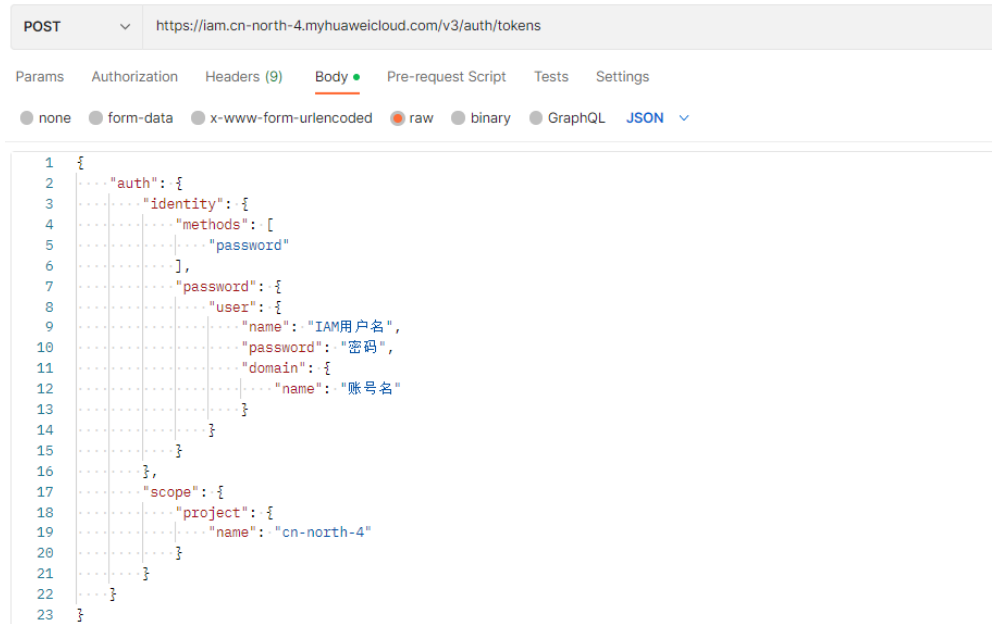 POST https://iam.cn-north-4.myhuaweicloud.com/v3/auth/tokens
Params Authorization Headers (9) Body Pre-request Script Tests Settings
none form-data x-www-form-urlencoded raw binary GraphQL JSON
1 {
2 "auth": {
3 "identity": {
4 "methods": [
5 "password"
6 ],
7 "password": {
8 "user": {
9 "name": "IAM用户名",
10 "password": "密码",
11 "domain": {
12 "name": "账号名"
13 }
14 }
15 }
16 },
17 "scope": {
18 "project": {
19 "name": "cn-north-4"
20 }
21 }
22 }
23 }